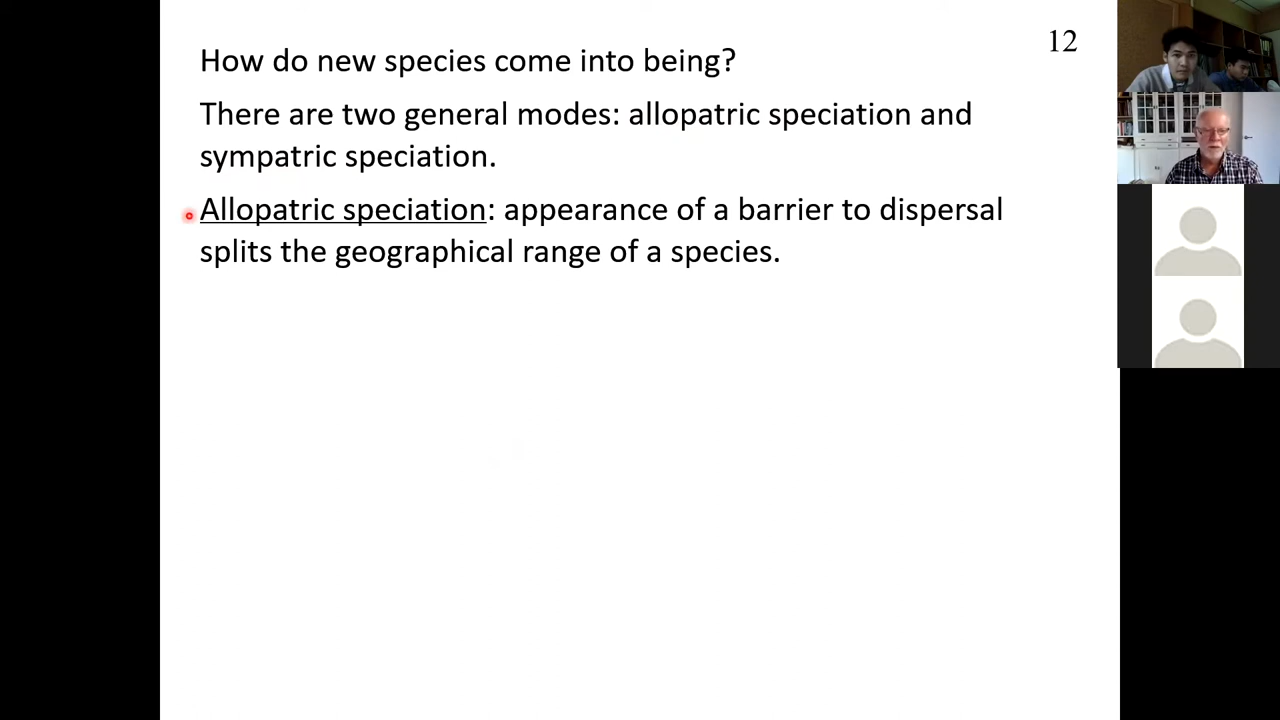 12
How do new species come into being?
There are two general modes: allopatric speciation and
sympatric speciation.
Allopatric speciation: appearance of a barrier to dispersal
splits the geographical range of a species.